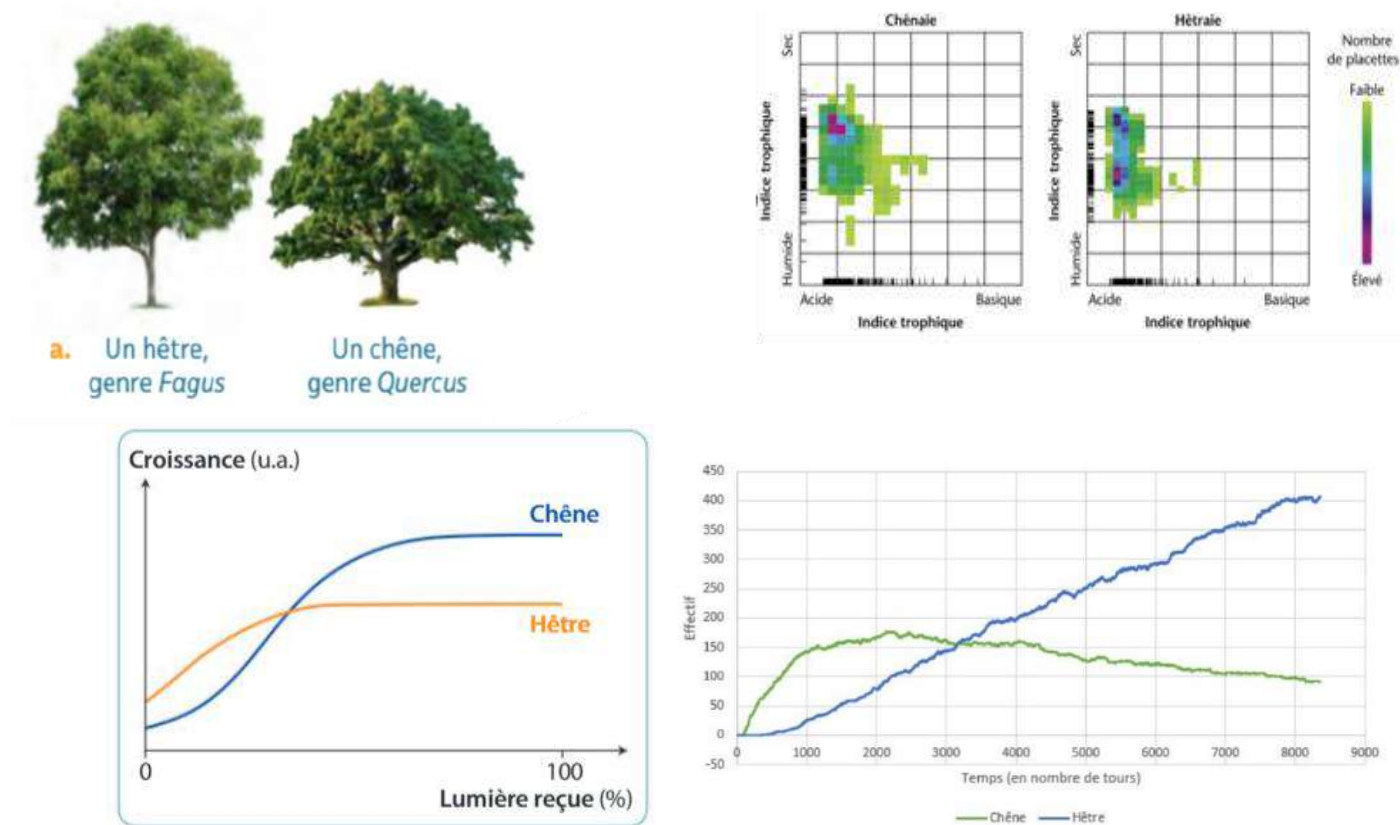 a. Un hêtre,
genre Fagus
Un chêne,
genre Quercus
Chênaie
Sec
Indice trophique
Humide
Acide
Basique
Indice trophique
Hêtraie
Sec
Indice trophique
Humide
Acide
Basique
Indice trophique
Nombre
de placettes
Faible
Élevé
Croissance (u.a.)
Chêne
Hêtre
0
100
Lumière reçue (%)
450
400
350
300
250
200
150
100
50
0
-50
Effectif
0 1000 2000 3000 4000 5000 6000 7000 8000 9000
Temps (en nombre de tours)
Chêne Hêtre